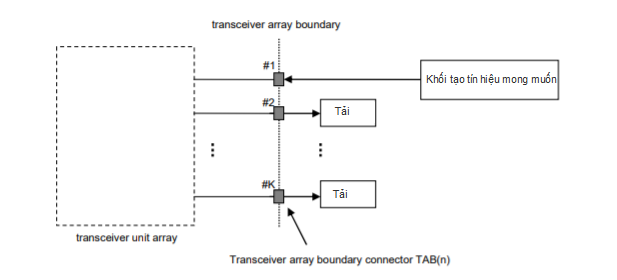 transceiver array boundary
#1
Khối tạo tín hiệu mong muốn
#2
Tải
#K
Tải
transceiver unit array
Transceiver array boundary connector TAB(n)